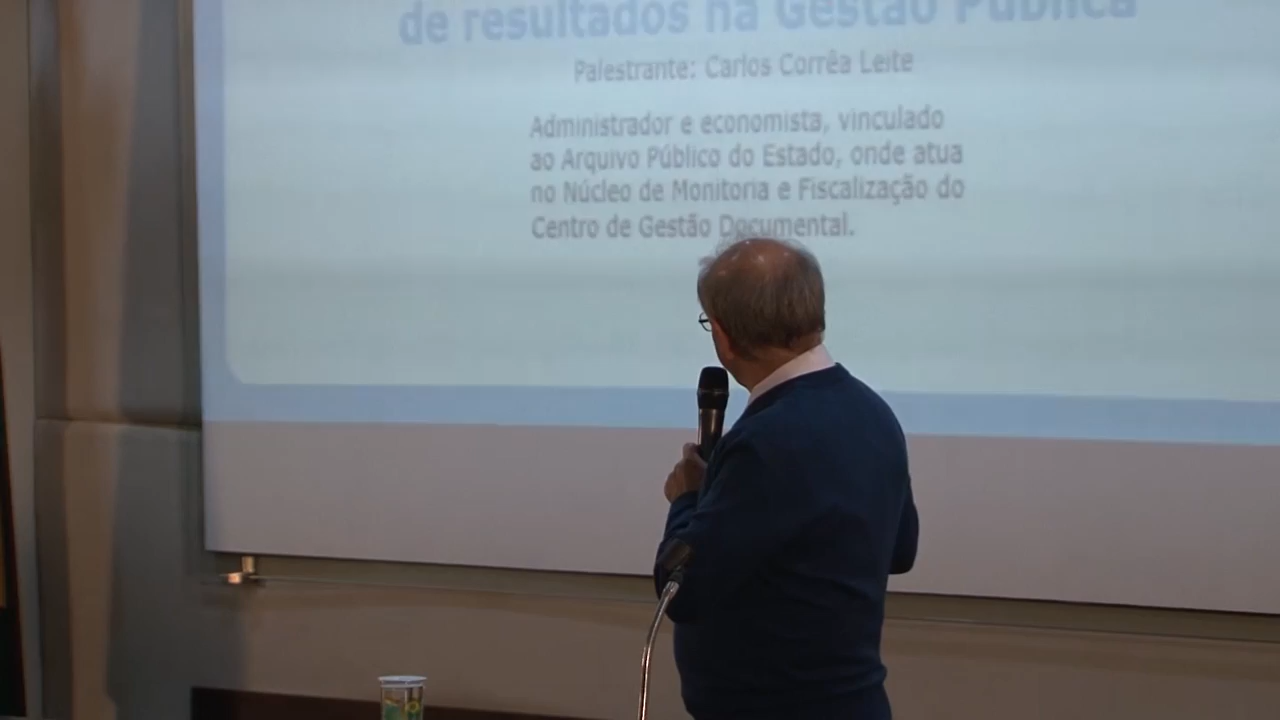 de resultados na Gestão Pública
Palestrante: Carlos Corrêa Leite
Administrador e economista, vinculado
ao Arquivo Público do Estado, onde atua
no Núcleo de Monitoria e Fiscalização do
Centro de Gestão Documental.